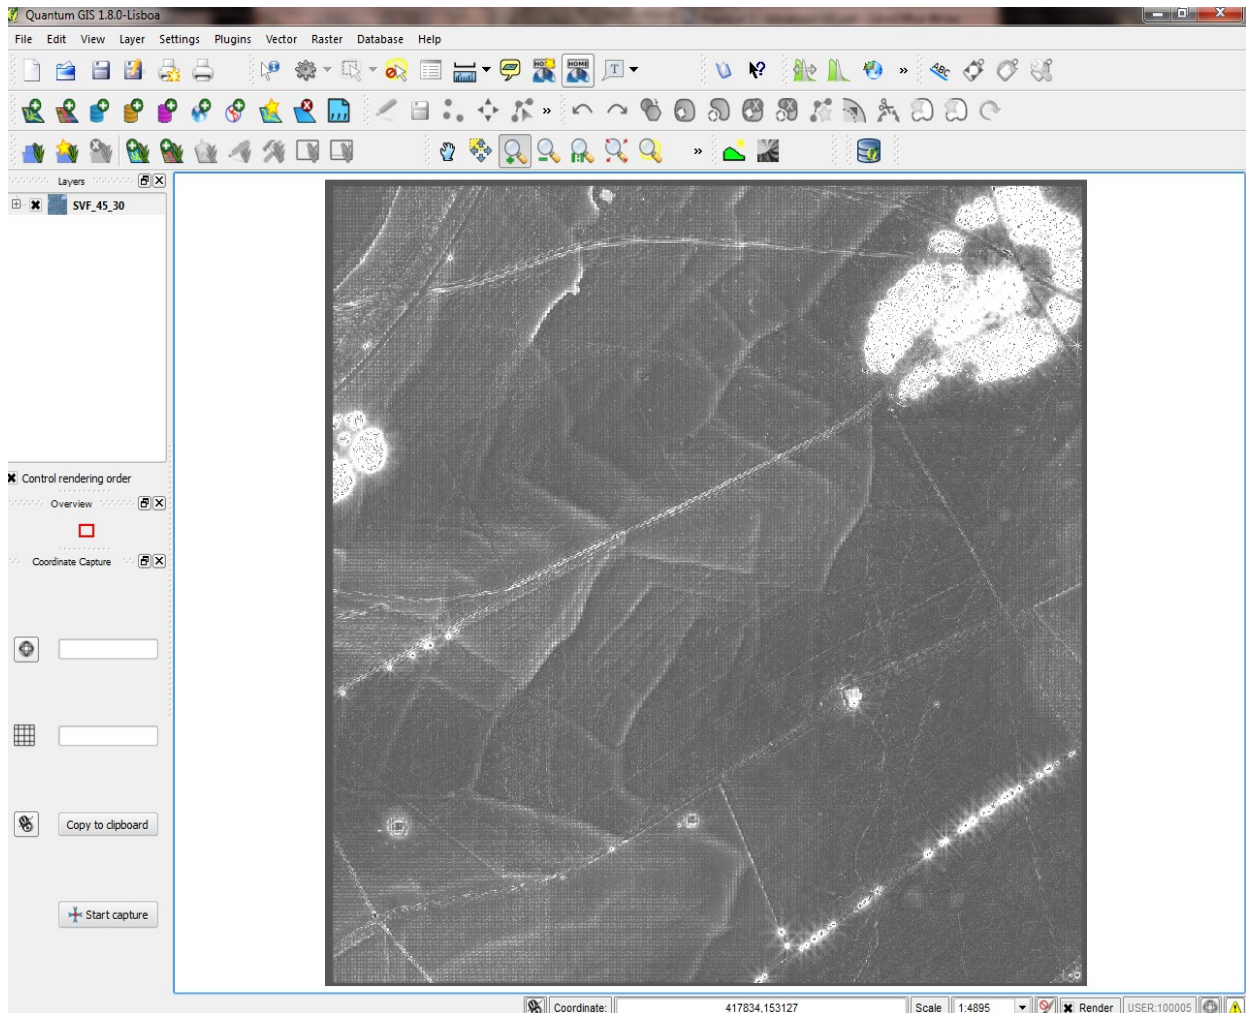 Quantum GIS 1.8.0-Lisboa
File Edit View Layer Settings Plugins Vector Raster Database Help
HOME
T
ABC
Layers
SVF_45_30
Control rendering order
Overview
Coordinate Capture
Copy to clipboard
Start capture
Coordinate: 417834,153127 Scale 1:4895 Render USER:100005